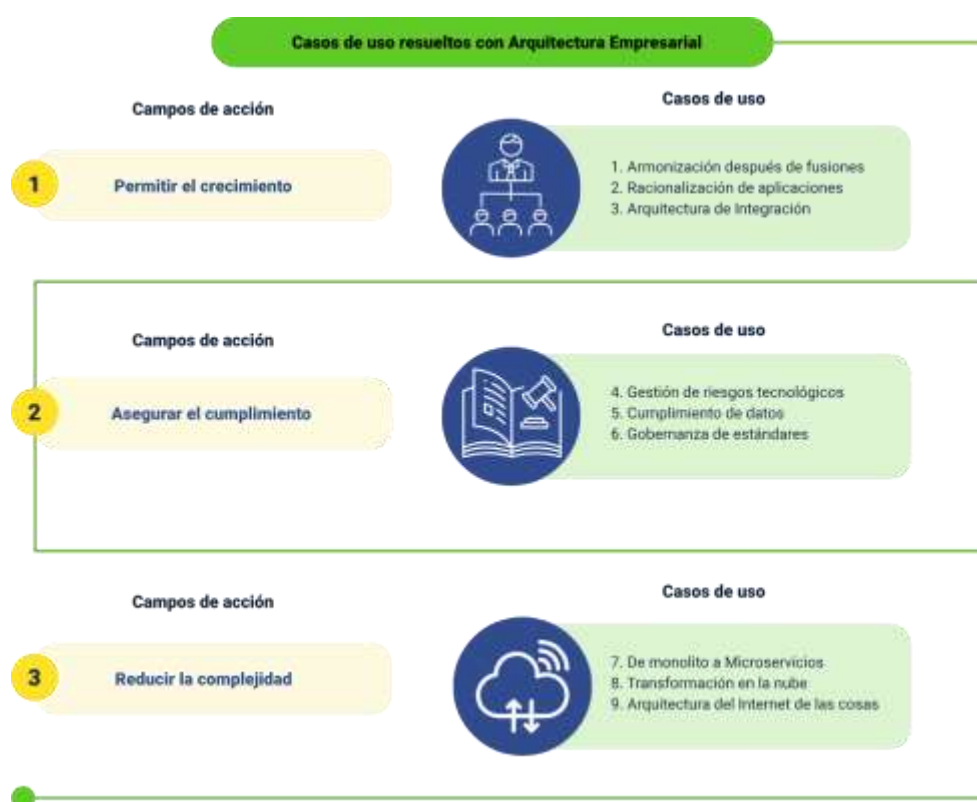 Casos de uso resueltos con Arquitectura Empresarial
Campos de acción
Casos de uso
1
Permitir el crecimiento
1. Armonización después de fusiones
2. Racionalización de aplicaciones
3. Arquitectura de Integración
Campos de acción
Casos de uso
2
Asegurar el cumplimiento
4. Gestión de riesgos tecnológicos
5. Cumplimiento de datos
6. Gobernanza de estándares
Campos de acción
Casos de uso
3
Reducir la complejidad
7. De monolito a Microservicios
8. Transformación en la nube
9. Arquitectura del Internet de las cosas